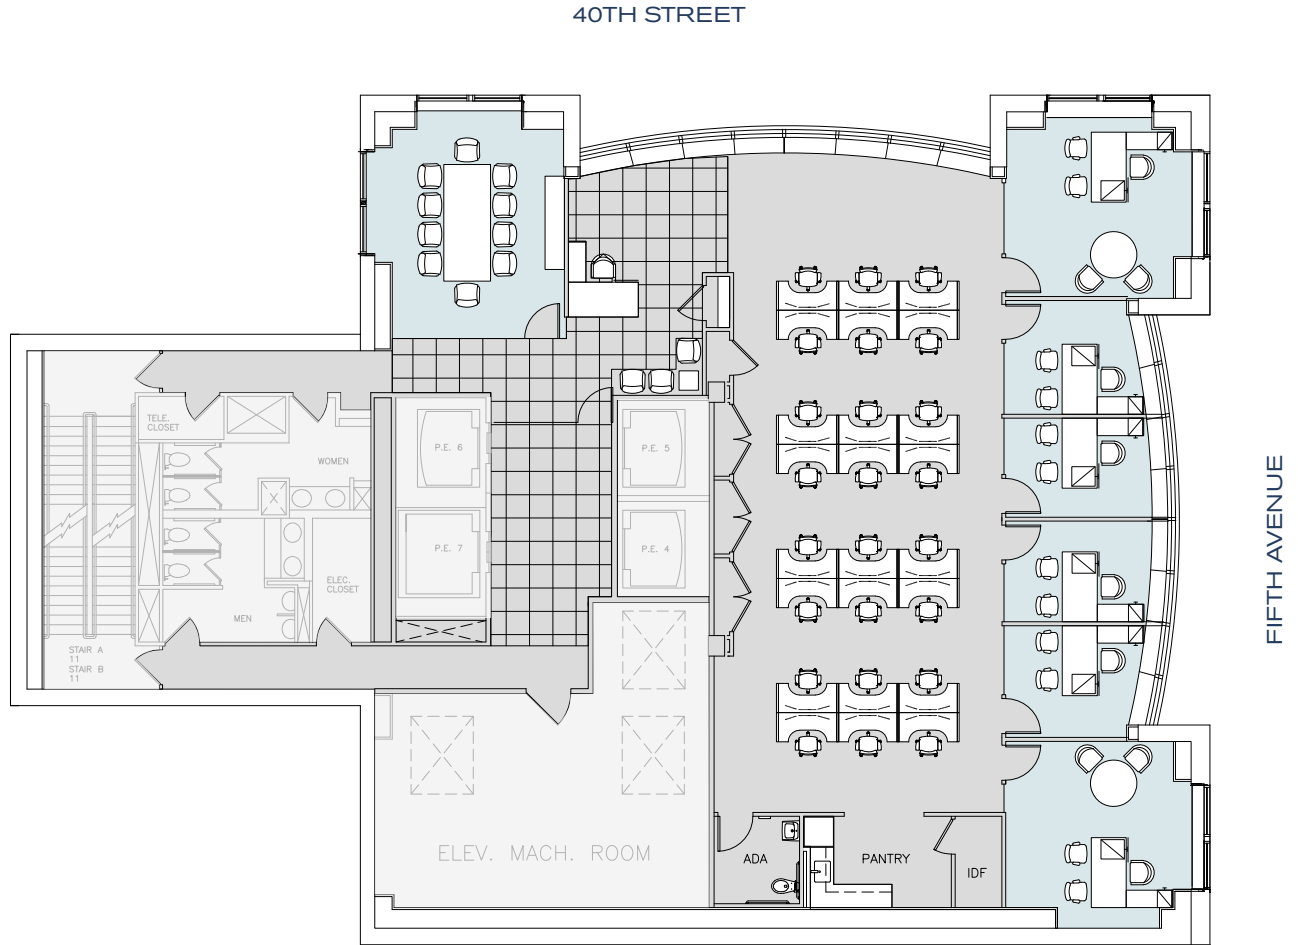 40TH STREET
FIFTH AVENUE
TELE.
CLOSET
WOMEN
P.E. 6
P.E. 5
P.E. 7
P.E. 4
ELEC.
CLOSET
MEN
STAIR A
11
STAIR B
11
ELEV. MACH. ROOM
ADA
PANTRY
IDF